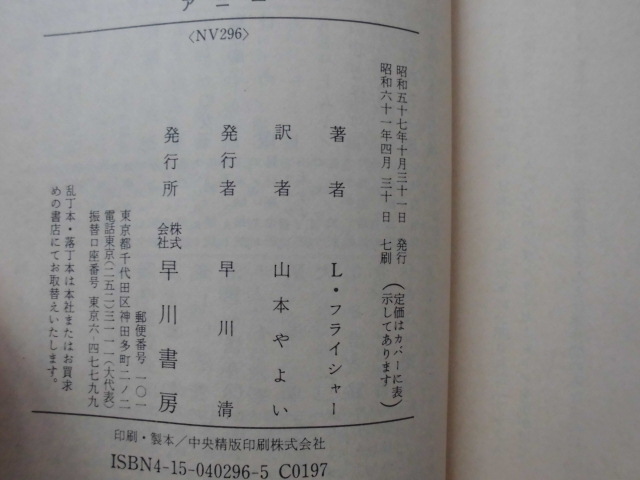 アニー
〈NV296〉
昭和五十七年十月三十一日　発行
昭和六十一年四月　三十日　七刷
（定価はカバーに表示してあります）
著者　L・フライシャー
訳者　山本やよい
発行者　早川　清
発行所　株式会社　早川書房
郵便番号　一〇一
東京都千代田区神田多町二ノ二
電話東京（二五二）三一一一（大代表）
振替口座番号　東京六・四七七九九
乱丁本・落丁本は本社またはお買求
めの書店にてお取替えいたします。
印刷・製本／中央精版印刷株式会社
ISBN4-15-040296-5 C0197